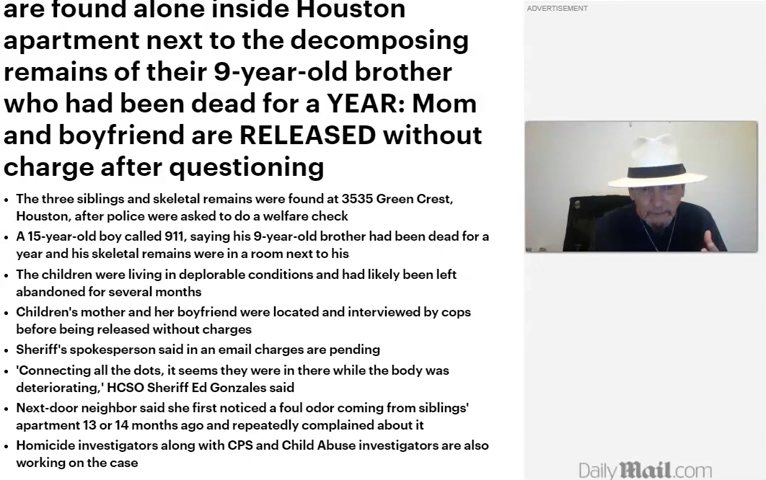 are found alone inside Houston
apartment next to the decomposing
remains of their 9-year-old brother
who had been dead for a YEAR: Mom
and boyfriend are RELEASED without
charge after questioning
• The three siblings and skeletal remains were found at 3535 Green Crest,
Houston, after police were asked to do a welfare check
• A 15-year-old boy called 911, saying his 9-year-old brother had been dead for a
year and his skeletal remains were in a room next to his
• The children were living in deplorable conditions and had likely been left
abandoned for several months
• Children's mother and her boyfriend were located and interviewed by cops
before being released without charges
• Sheriff's spokesperson said in an email charges are pending
• 'Connecting all the dots, it seems they were in there while the body was
deteriorating,' HCSO Sheriff Ed Gonzales said
• Next-door neighbor said she first noticed a foul odor coming from siblings'
apartment 13 or 14 months ago and repeatedly complained about it
• Homicide investigators along with CPS and Child Abuse investigators are also
working on the case
ADVERTISEMENT
DailyMail.com